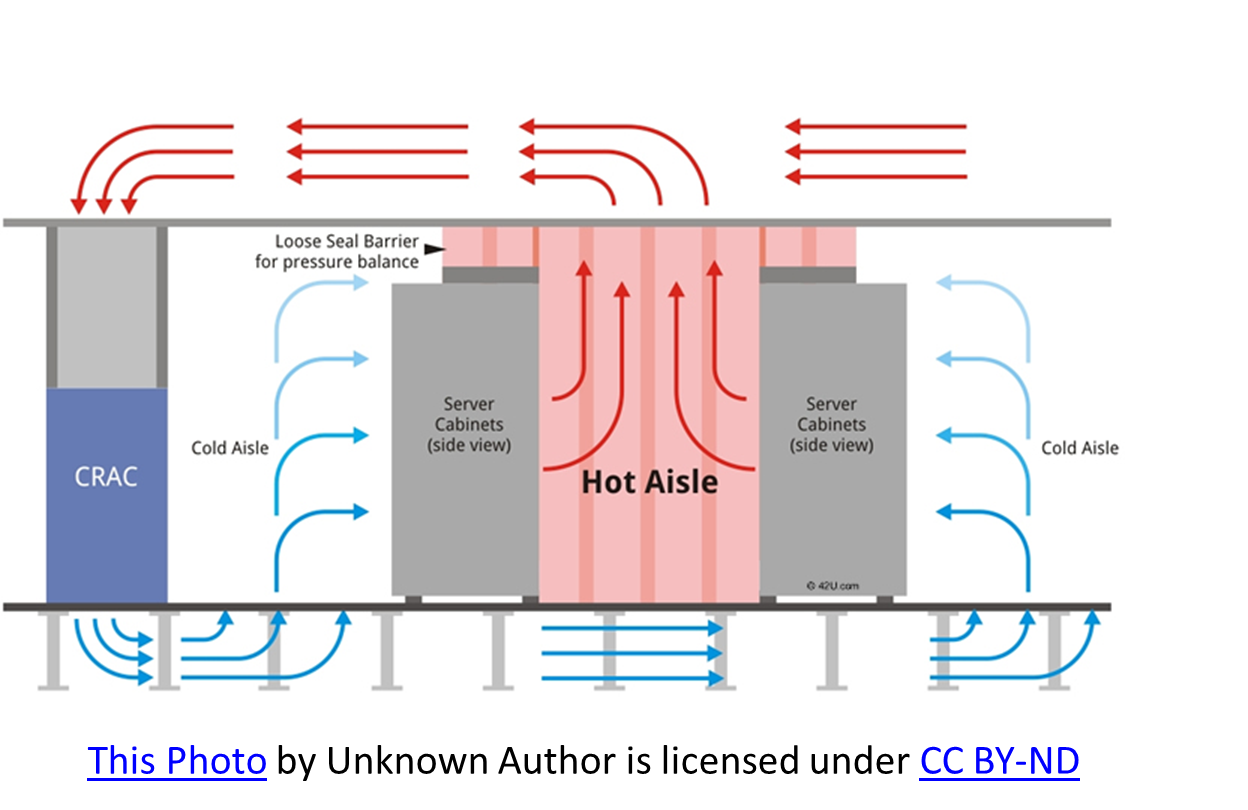 Loose Seal Barrier
for pressure balance
Server
Cabinets
(side view)
Server
Cabinets
(side view)
Cold Aisle
Cold Aisle
CRAC
Hot Aisle
© 42U.com
This Photo by Unknown Author is licensed under CC BY-ND